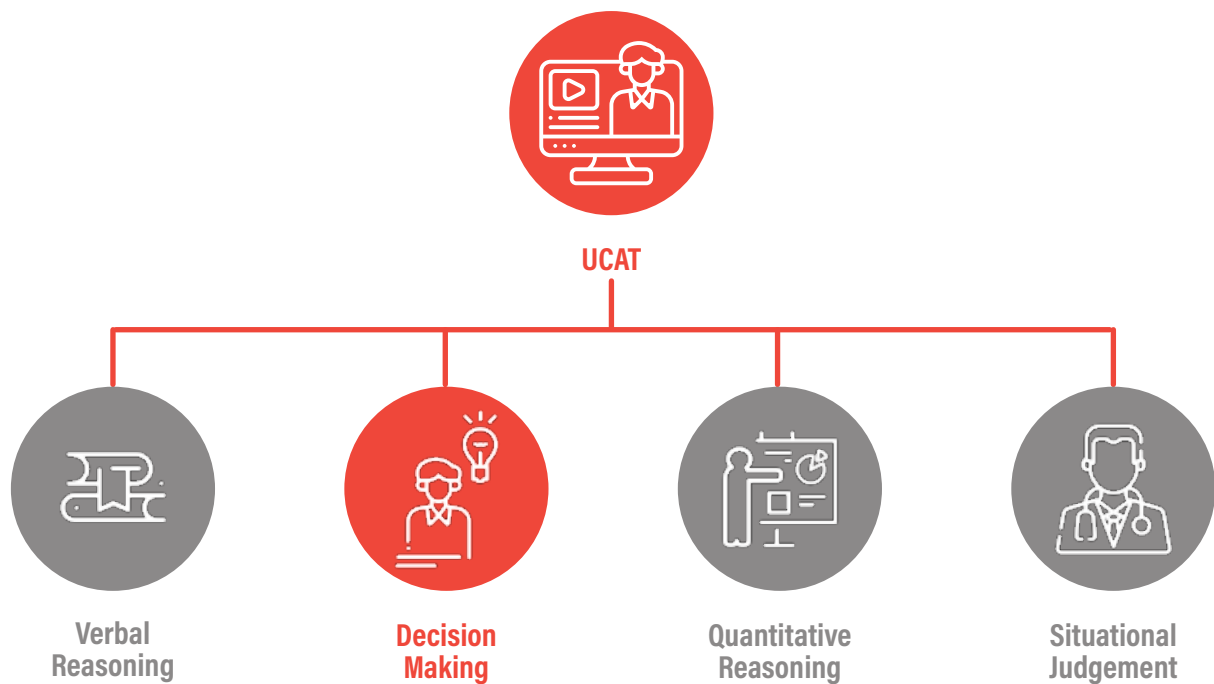 UCAT
Verbal
Reasoning
Decision
Making
Quantitative
Reasoning
Situational
Judgement